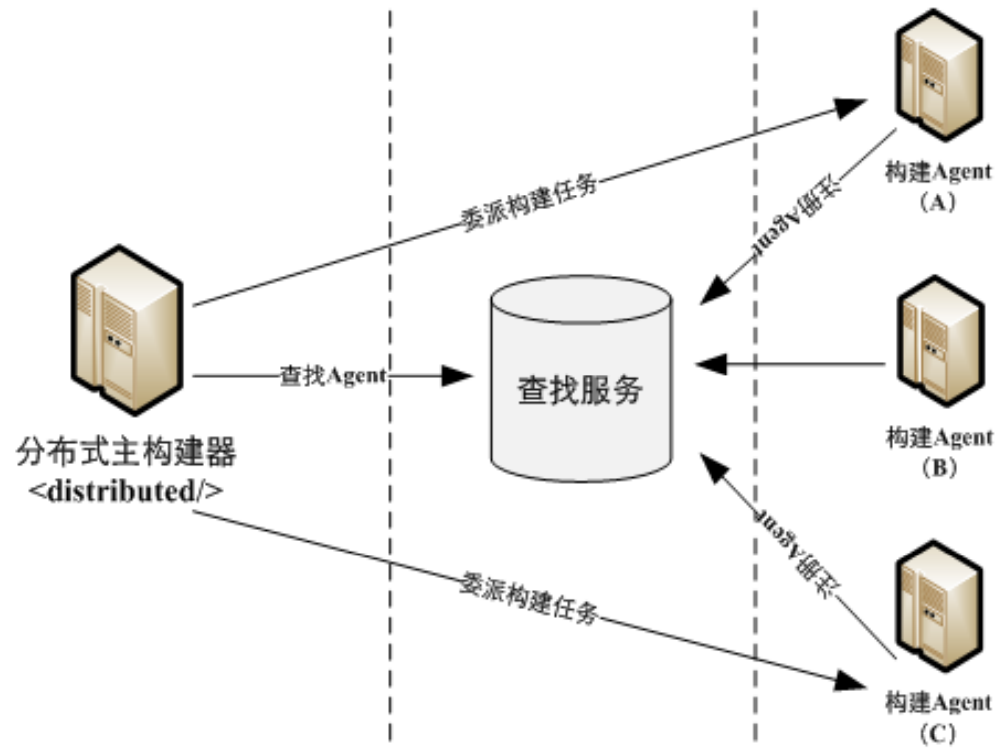 构建Agent
（A）
委派构建任务
注册Agent
查找Agent
查找服务
分布式主构建器
<distributed/>
构建Agent
（B）
注册Agent
委派构建任务
构建Agent
（C）